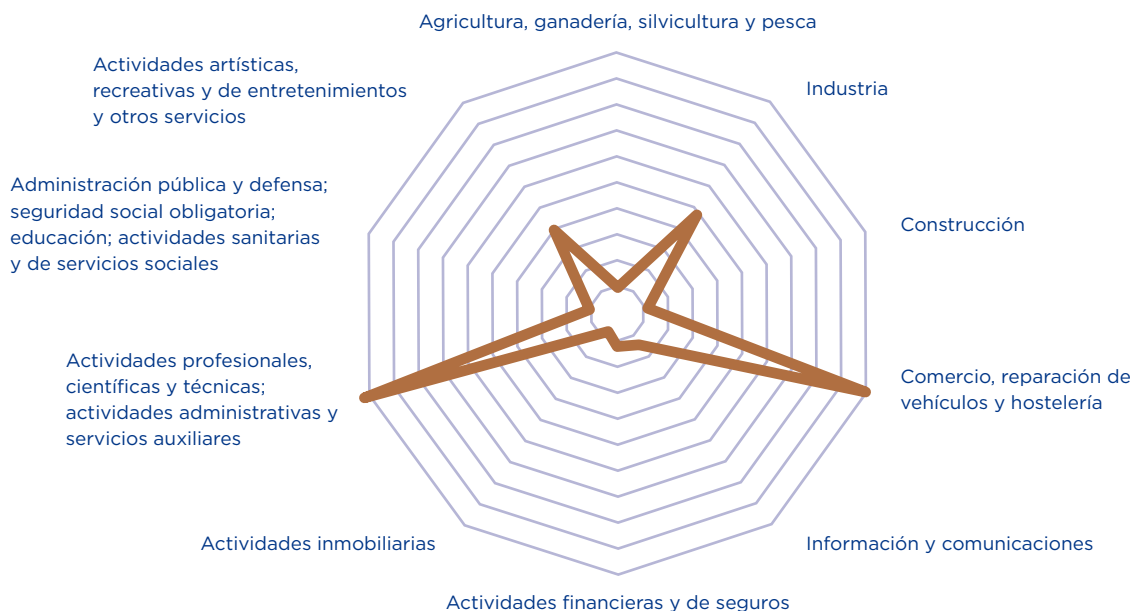 Agricultura, ganadería, silvicultura y pesca
Industria
Construcción
Comercio, reparación de
vehículos y hostelería
Información y comunicaciones
Actividades financieras y de seguros
Actividades inmobiliarias
Actividades profesionales,
científicas y técnicas;
actividades administrativas y
servicios auxiliares
Administración pública y defensa;
seguridad social obligatoria;
educación; actividades sanitarias
y de servicios sociales
Actividades artísticas,
recreativas y de entretenimientos
y otros servicios